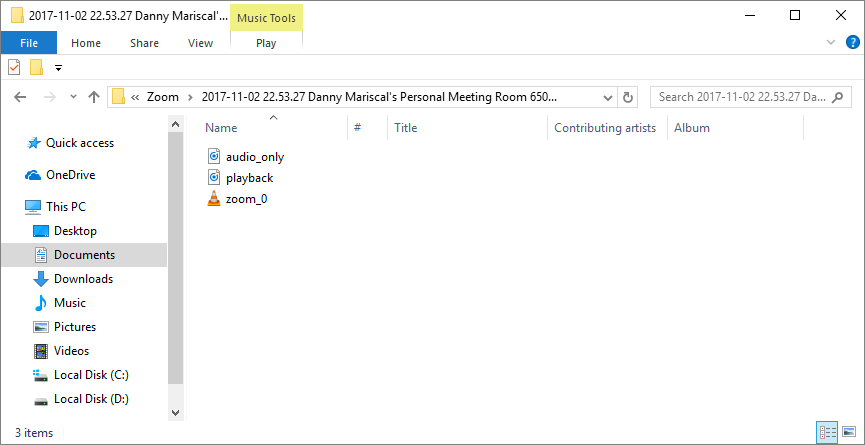 2017-11-02 22.53.27 Danny Mariscal'...
Music Tools
File Home Share View Play
Zoom 2017-11-02 22.53.27 Danny Mariscal's Personal Meeting Room 650...
Search 2017-11-02 22.53.27 Da...
Name # Title Contributing artists Album
Quick access
OneDrive
This PC
Desktop
Documents
Downloads
Music
Pictures
Videos
Local Disk (C:)
Local Disk (D:)
audio_only
playback
zoom_0
3 items